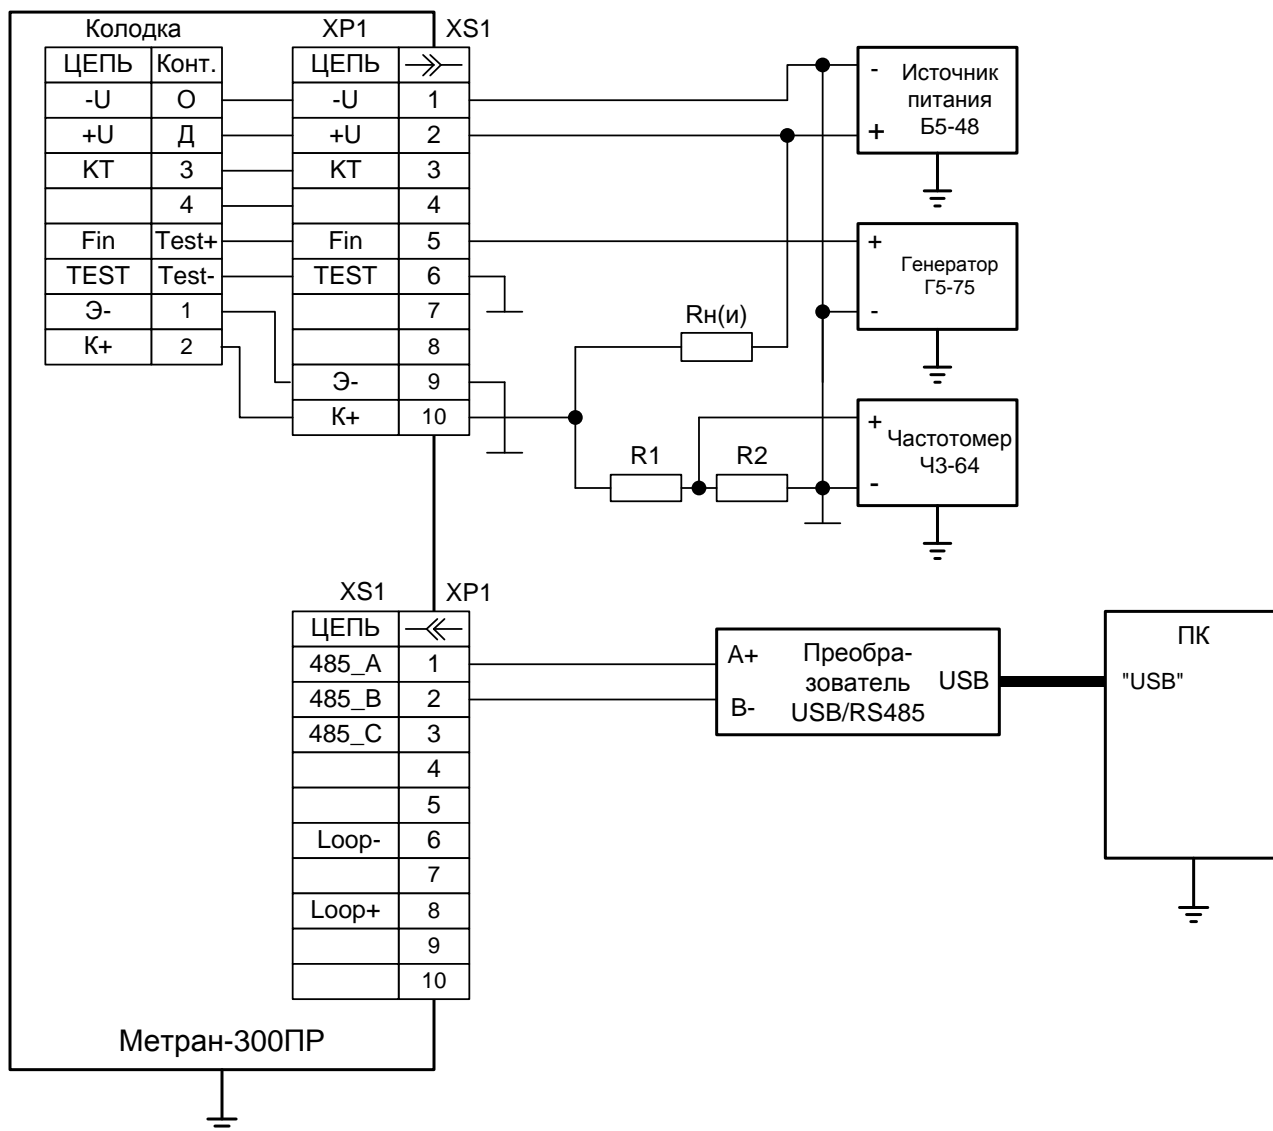 Колодка XP1 XS1
ЦЕПЬ Конт. ЦЕПЬ
-U О -U 1
+U Д +U 2
КТ 3 КТ 3
4 4
Fin Test+ Fin 5
TEST Test- TEST 6
Э- 1 7
К+ 2 8
Э- 9
К+ 10
- Источник
питания
+ Б5-48
+
Генератор
Г5-75
-
Rн(и)
+ Частотомер
ЧЗ-64
-
R1 R2
XS1 XP1
ЦЕПЬ
485_A 1
485_B 2
485_C 3
4
5
Loop- 6
7
Loop+ 8
9
10
A+ Преобра-
зователь USB
B- USB/RS485
ПК
"USB"
Метран-300ПР